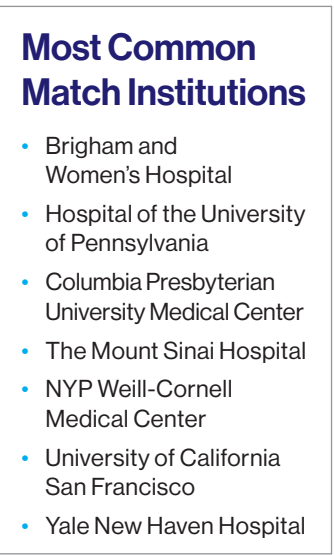 Most Common
Match Institutions
• Brigham and
Women's Hospital
• Hospital of the University
of Pennsylvania
• Columbia Presbyterian
University Medical Center
• The Mount Sinai Hospital
• NYP Weill-Cornell
Medical Center
• University of California
San Francisco
• Yale New Haven Hospital